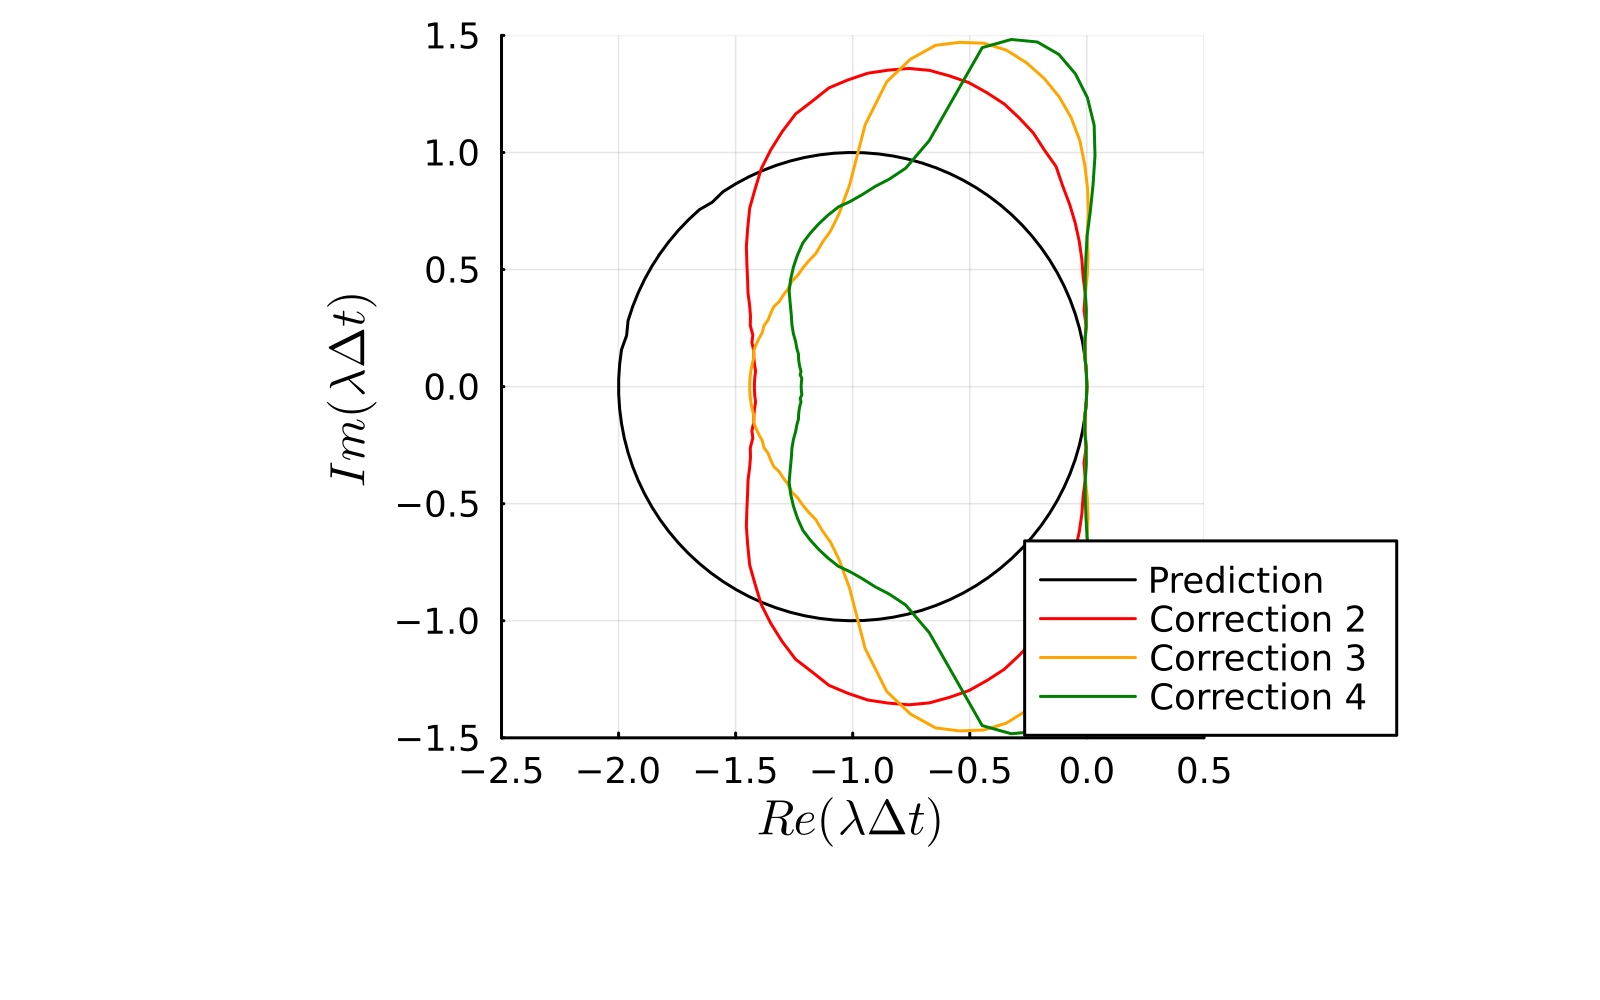 1.5
1.0
0.5
0.0
−0.5
−1.0
−1.5
Im(λΔt)
−2.5 −2.0 −1.5 −1.0 −0.5 0.0 0.5
Re(λΔt)
Prediction
Correction 2
Correction 3
Correction 4